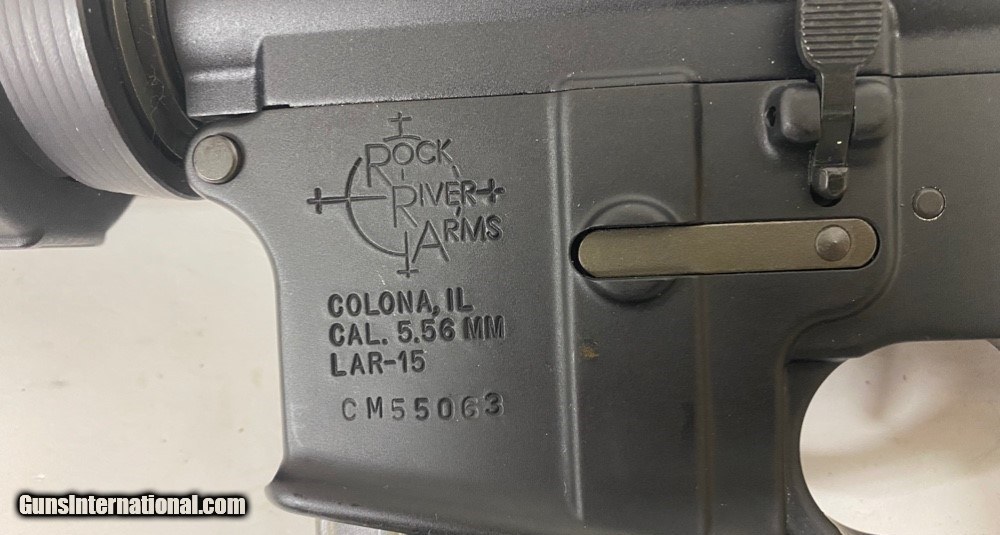 ROCK
RIVER
ARMS
COLONA, IL
CAL. 5.56 MM
LAR-15
CM55063
GunsInternational.com